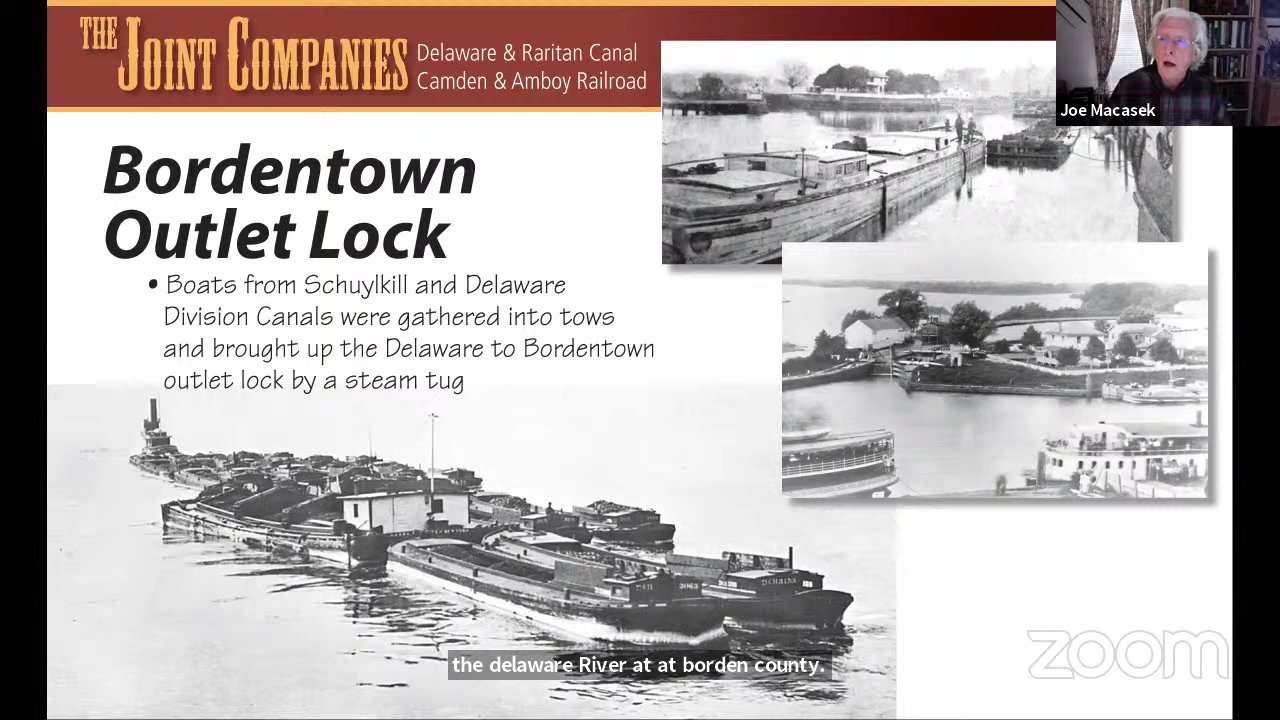 THE JOINT COMPANIES
Delaware & Raritan Canal
Camden & Amboy Railroad
Joe Macasek
Bordentown
Outlet Lock
• Boats from Schuylkill and Delaware
Division Canals were gathered into tows
and brought up the Delaware to Bordentown
outlet lock by a steam tug
D&H 2063
D&H 3153
the delaware River at at borden county.
zoom